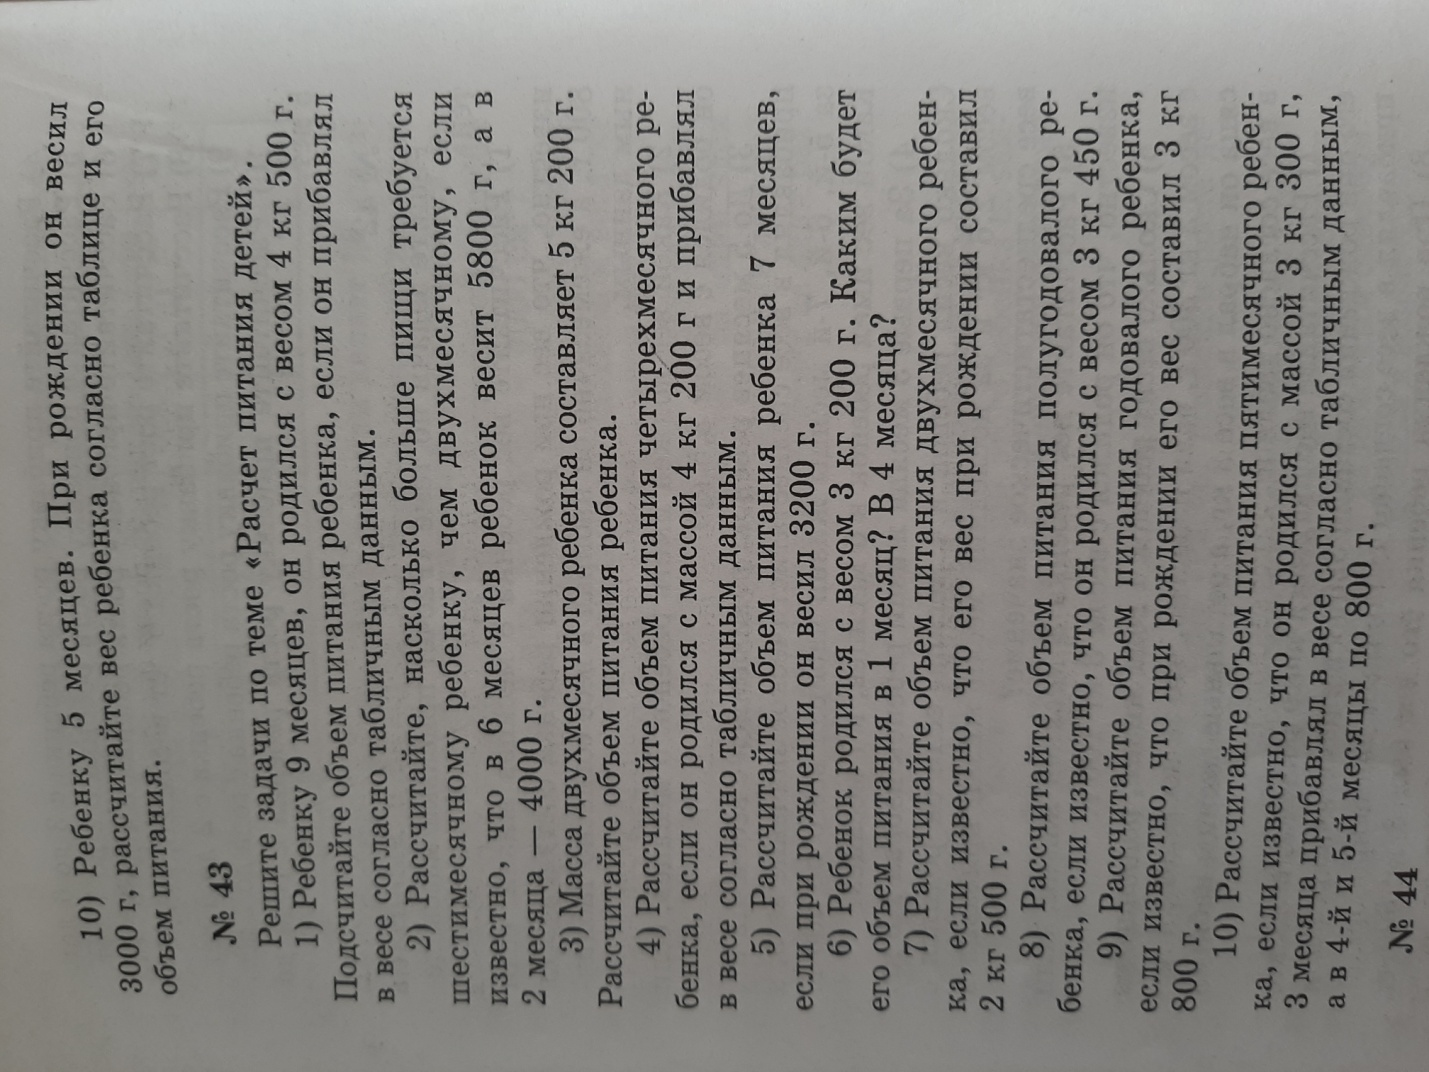 10) Ребенку 5 месяцев. При рождении он весил
3000 г, рассчитайте вес ребенка согласно таблице и его
объем питания.
№ 43
Решите задачи по теме «Расчет питания детей».
1) Ребенку 9 месяцев, он родился с весом 4 кг 500 г.
Подсчитайте объем питания ребенка, если он прибавлял
в весе согласно табличным данным.
2) Рассчитайте, насколько больше пищи требуется
шестимесячному ребенку, чем двухмесячному, если
известно, что в 6 месяцев ребенок весит 5800 г, а в
2 месяца — 4000 г.
3) Масса двухмесячного ребенка составляет 5 кг 200 г.
Рассчитайте объем питания ребенка.
4) Рассчитайте объем питания четырехмесячного ре-
бенка, если он родился с массой 4 кг 200 г и прибавлял
в весе согласно табличным данным.
5) Рассчитайте объем питания ребенка 7 месяцев,
если при рождении он весил 3200 г.
6) Ребенок родился с весом 3 кг 200 г. Каким будет
его объем питания в 1 месяц? В 4 месяца?
7) Рассчитайте объем питания двухмесячного ребен-
ка, если известно, что его вес при рождении составил
2 кг 500 г.
8) Рассчитайте объем питания полугодовалого ре-
бенка, если известно, что он родился с весом 3 кг 450 г.
9) Рассчитайте объем питания годовалого ребенка,
если известно, что при рождении его вес составил 3 кг
800 г.
10) Рассчитайте объем питания пятимесячного ребен-
ка, если известно, что он родился с массой 3 кг 300 г,
3 месяца прибавлял в весе согласно табличным данным,
а в 4-й и 5-й месяцы по 800 г.
№ 44